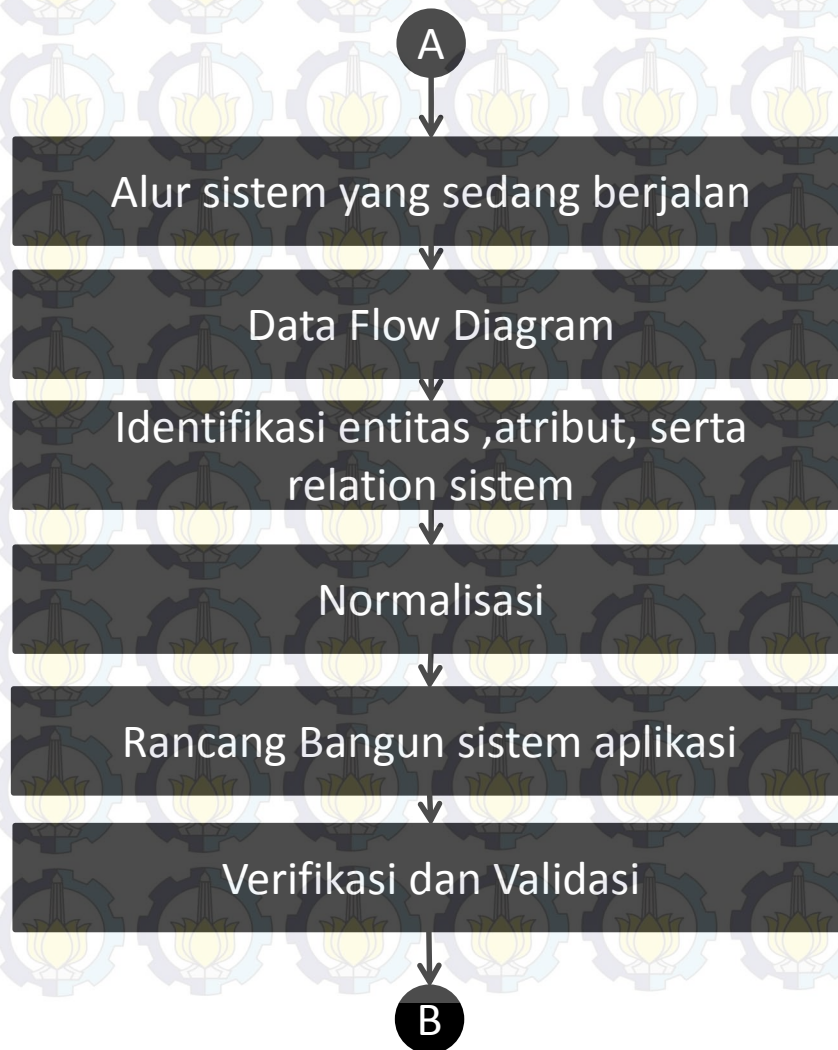 A
Alur sistem yang sedang berjalan
Data Flow Diagram
Identifikasi entitas ,atribut, serta
relation sistem
Normalisasi
Rancang Bangun sistem aplikasi
Verifikasi dan Validasi
B